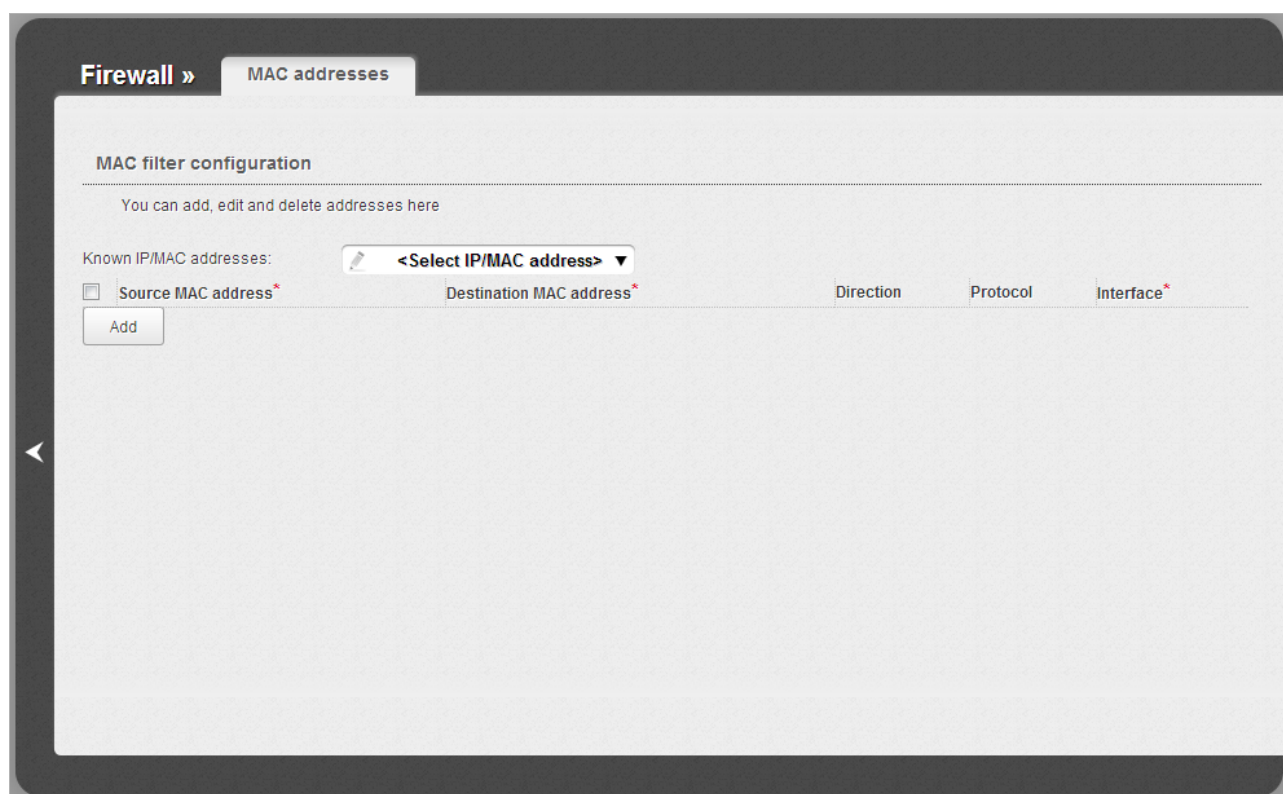 Firewall » MAC addresses
MAC filter configuration
You can add, edit and delete addresses here
Known IP/MAC addresses: <Select IP/MAC address> ▼
Source MAC address* Destination MAC address* Direction Protocol Interface*
Add